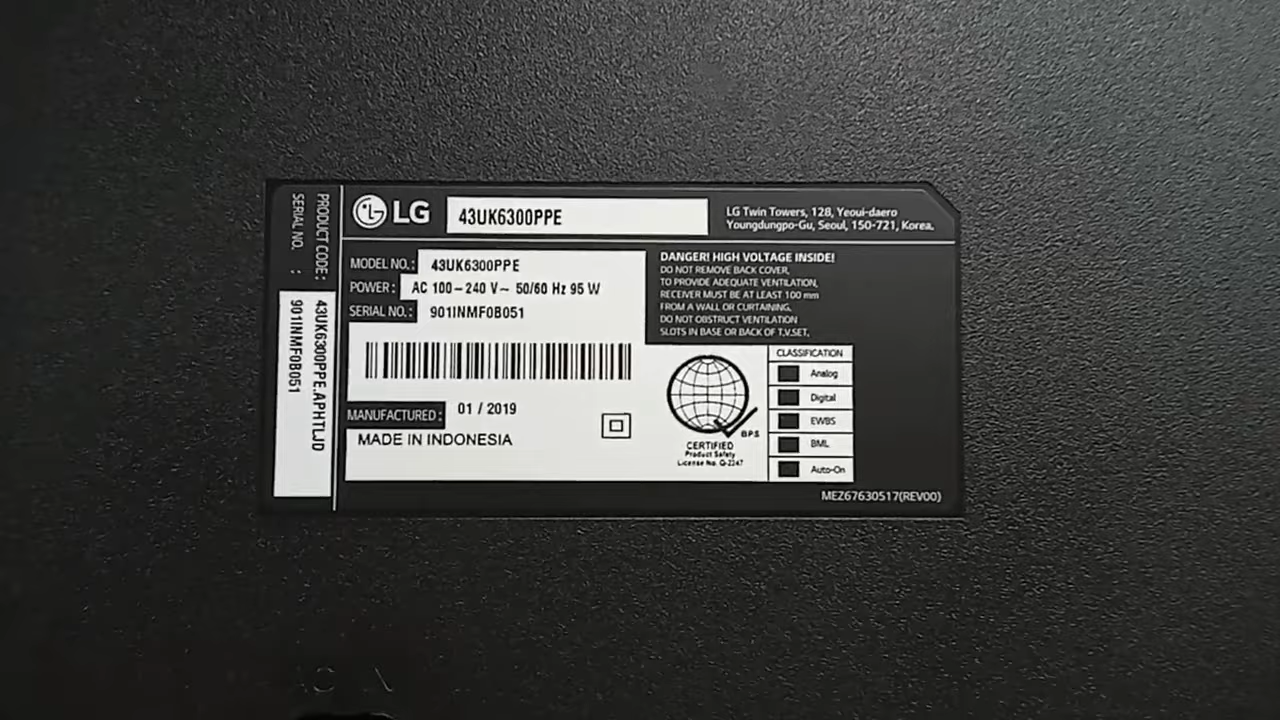 PRODUCT CODE :
SERIAL NO. :
43UK6300PPE.APHTLJD
901INMF0B051
LG
43UK6300PPE
LG Twin Towers, 128, Yeoui-daero
Youngdungpo-Gu, Seoul, 150-721, Korea.
MODEL NO. : 43UK6300PPE
POWER : AC 100-240 V~ 50/60 Hz 95 W
SERIAL NO. : 901INMF0B051
MANUFACTURED : 01 / 2019
MADE IN INDONESIA
DANGER! HIGH VOLTAGE INSIDE!
DO NOT REMOVE BACK COVER,
TO PROVIDE ADEQUATE VENTILATION,
RECEIVER MUST BE AT LEAST 100 mm
FROM A WALL OR CURTAINING,
DO NOT OBSTRUCT VENTILATION
SLOTS IN BASE OR BACK OF T.V.SET.
BPS
CERTIFIED
Product Safety
License No. Q-2247
CLASSIFICATION
Analog
Digital
EWBS
BML
Auto-On
MEZ67630517(REV00)